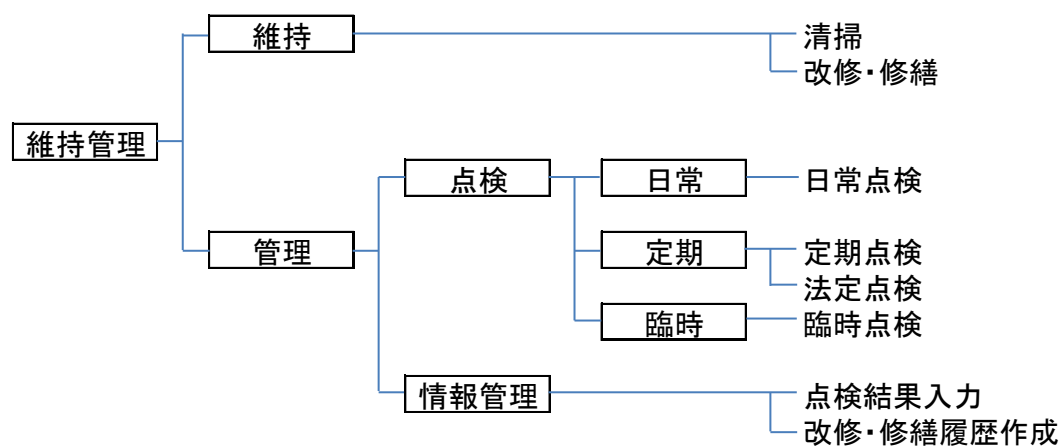 維持
清掃
改修・修繕
維持管理
点検
日常
日常点検
管理
定期
定期点検
法定点検
臨時
臨時点検
情報管理
点検結果入力
改修・修繕履歴作成